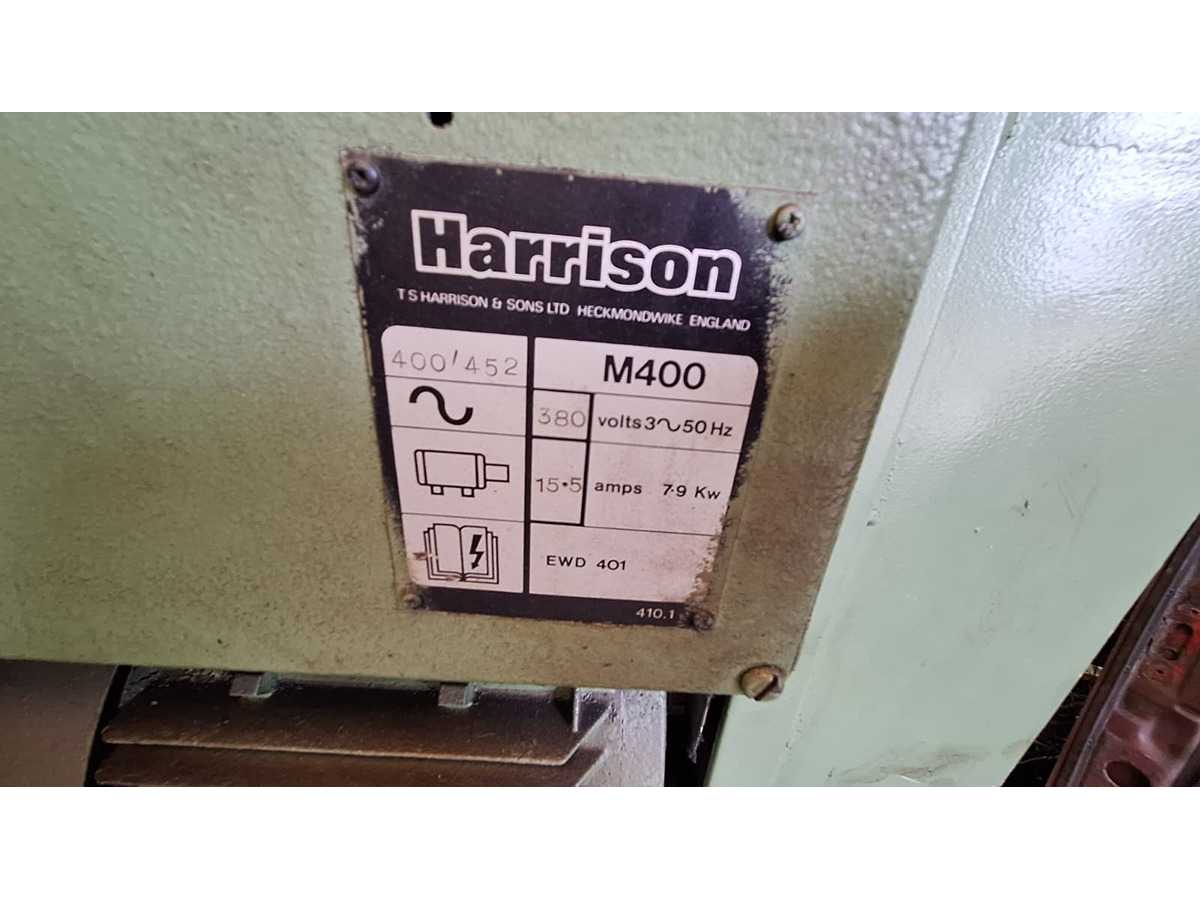 Harrison
T S HARRISON & SONS LTD HECKMONDWIKE ENGLAND
400/452 M400
380 volts 3~50 Hz
15.5 amps 7.9 Kw
EWD 401
410.1